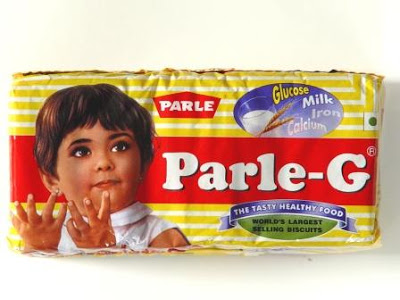 PARLE
Glucose
Milk
Iron
Calcium
Parle-G®
THE TASTY HEALTHY FOOD
WORLD'S LARGEST
SELLING BISCUITS